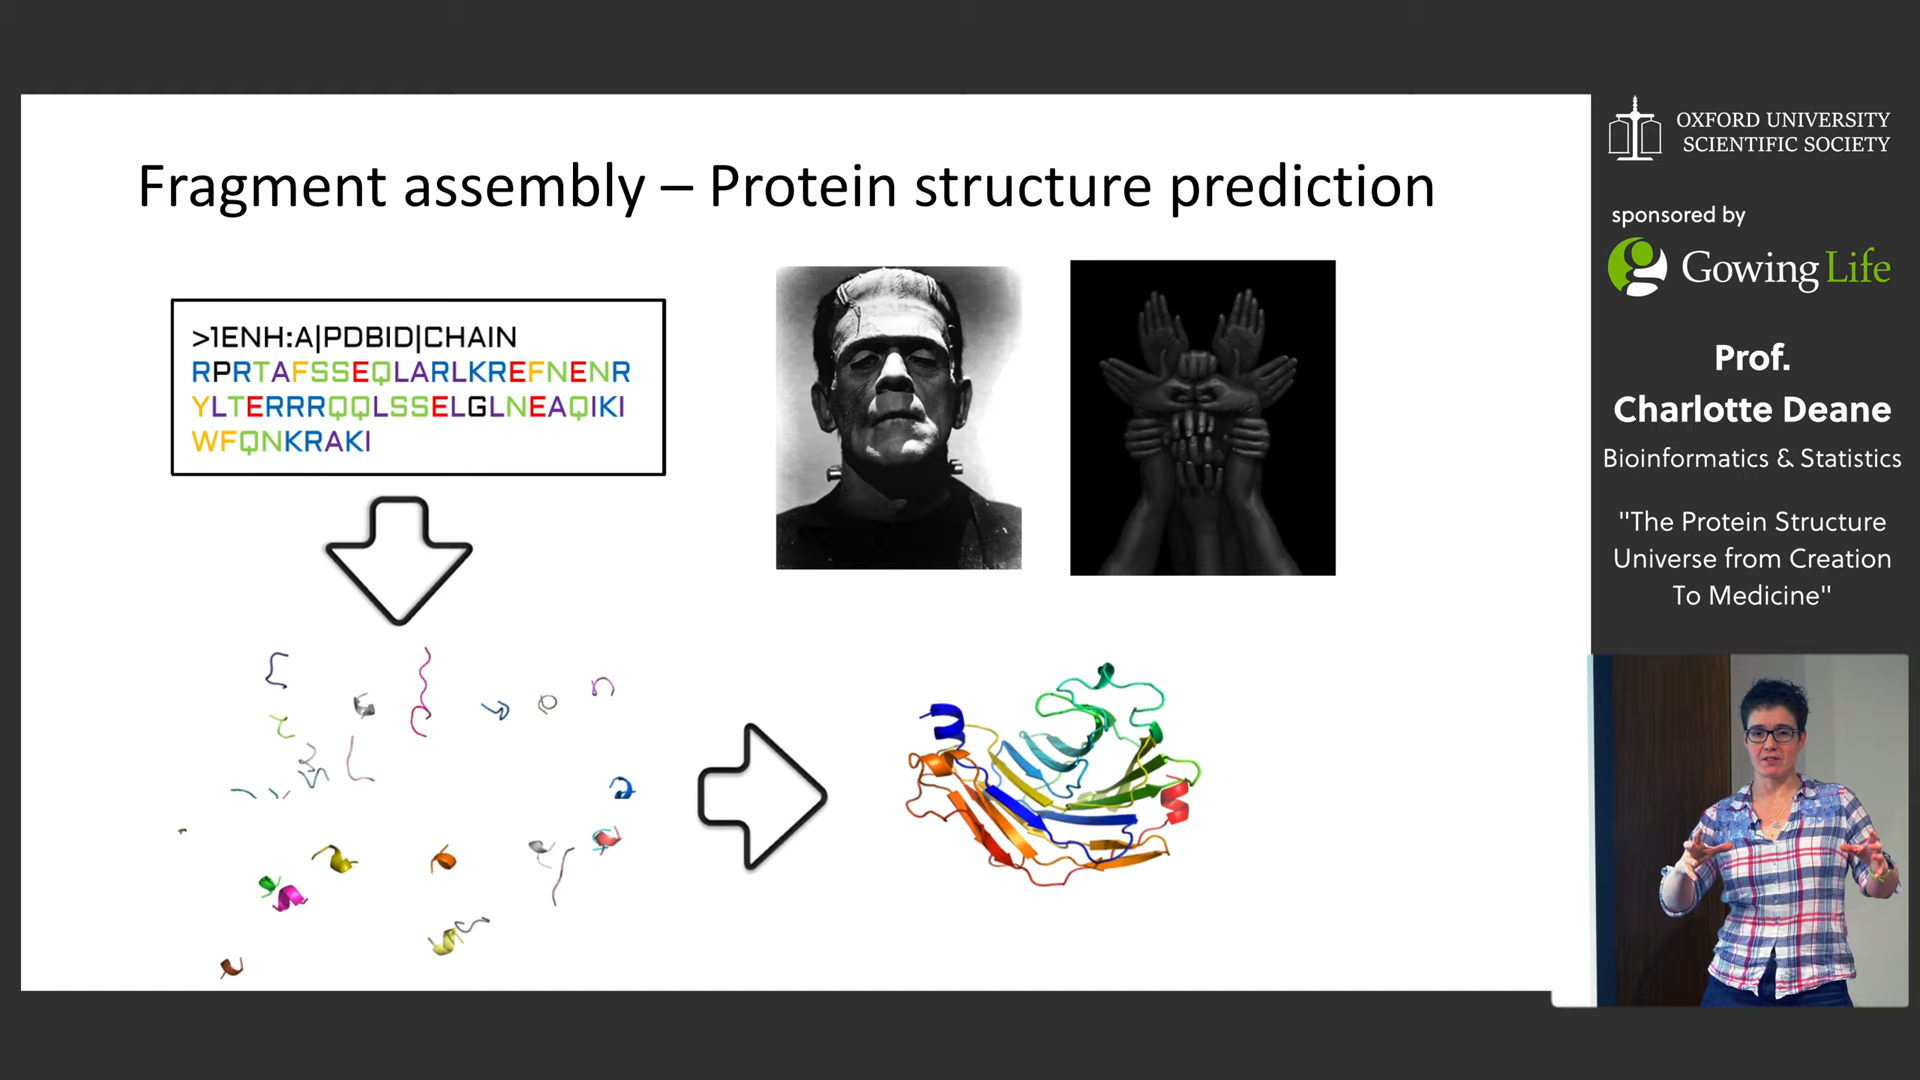 Fragment assembly – Protein structure prediction
>1ENH:A|PDBID|CHAIN
RPRTAFSSEQLARLKREFNENR
YLTERRRQQLSSELGLNEAQIKI
WFQNKRAKI
OXFORD UNIVERSITY
SCIENTIFIC SOCIETY
sponsored by
Gowing Life
Prof.
Charlotte Deane
Bioinformatics & Statistics
"The Protein Structure
Universe from Creation
To Medicine"